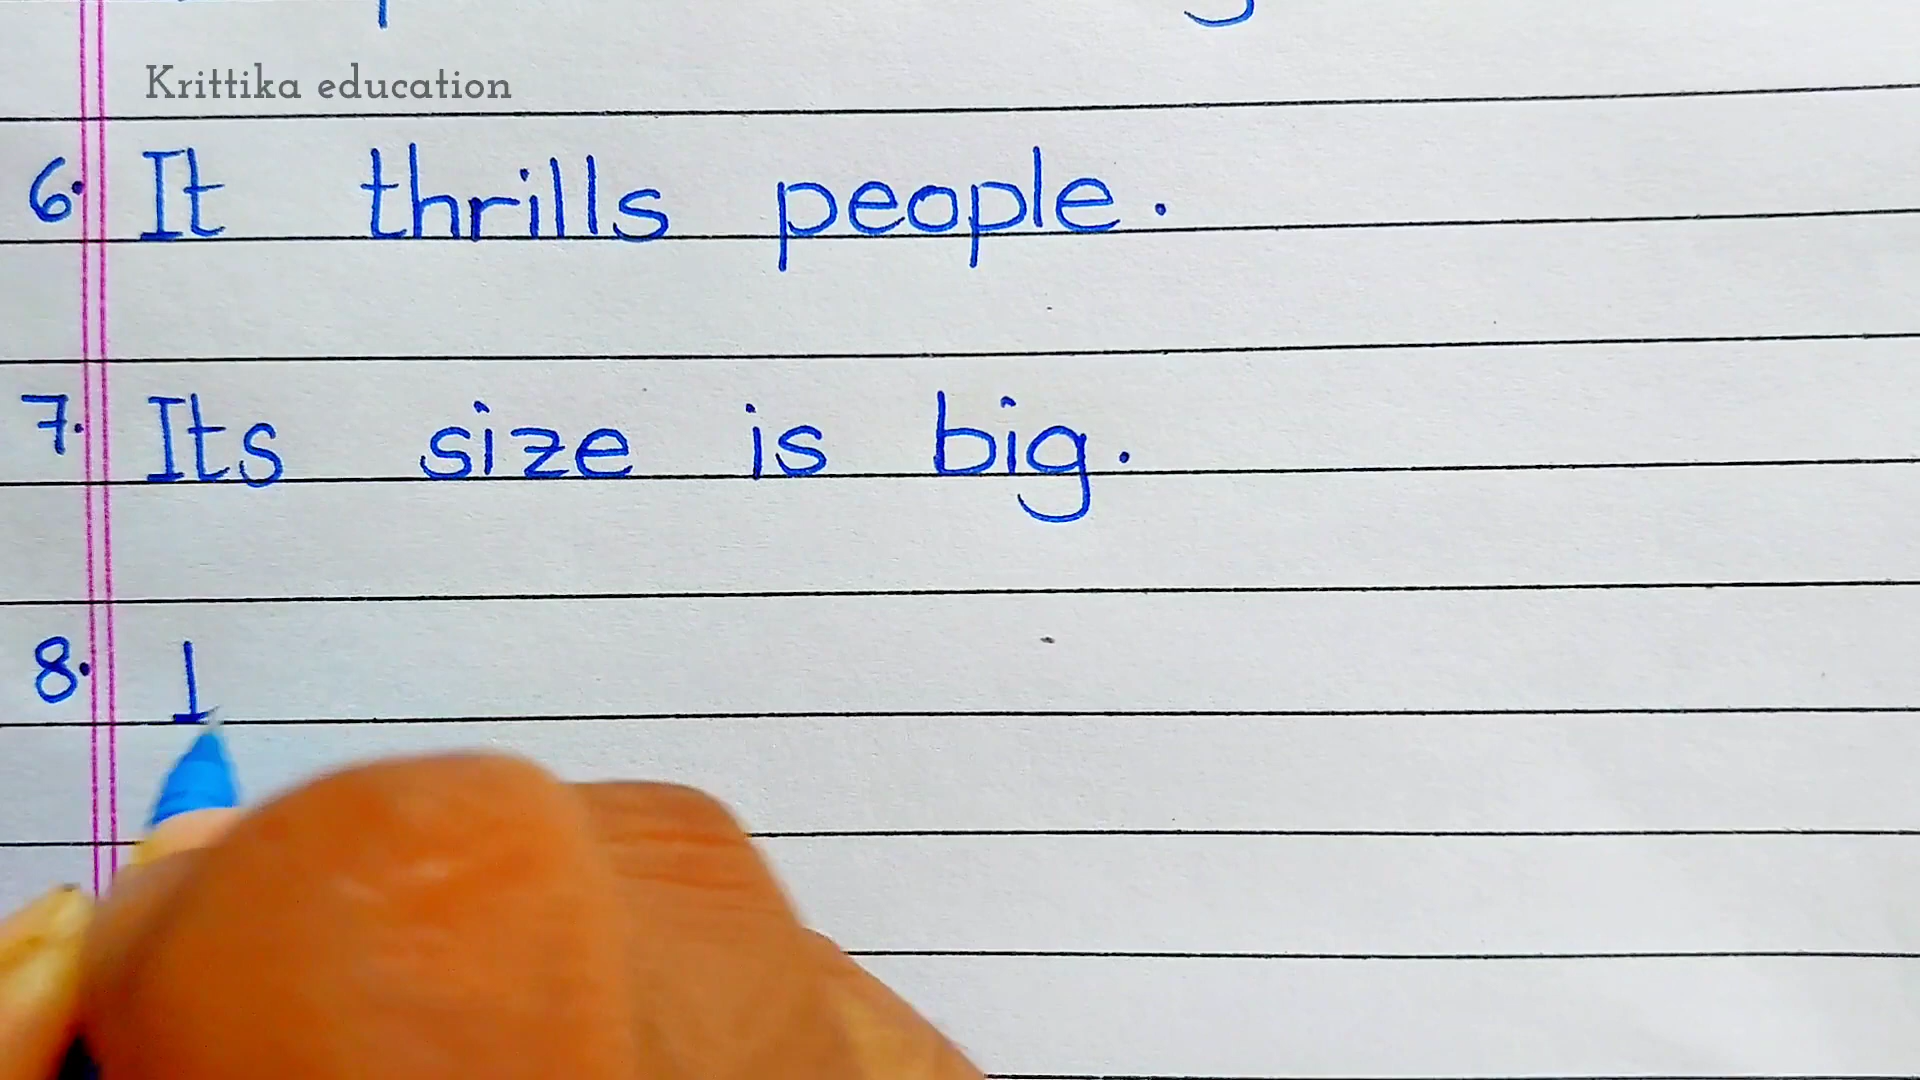 Krittika education
6. It thrills people.
7. Its size is big.
8. I